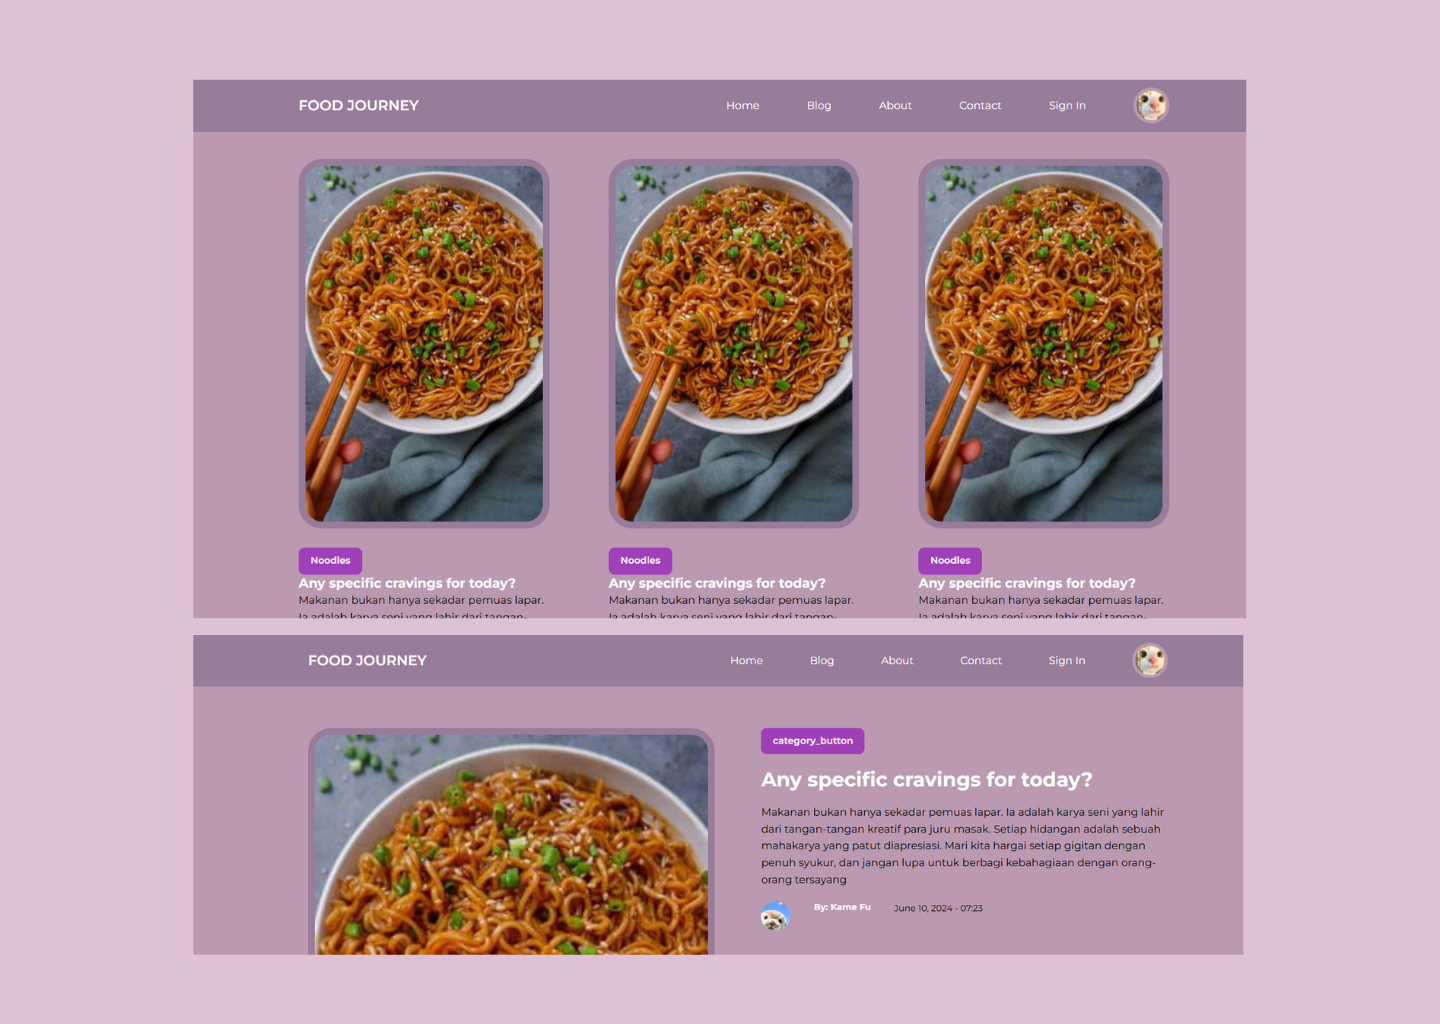 FOOD JOURNEY
Home Blog About Contact Sign In
Noodles
Any specific cravings for today?
Makanan bukan hanya sekadar pemuas lapar.
Ia adalah karya seni yang lahir dari tangan-
Noodles
Any specific cravings for today?
Makanan bukan hanya sekadar pemuas lapar.
Ia adalah karya seni yang lahir dari tangan-
Noodles
Any specific cravings for today?
Makanan bukan hanya sekadar pemuas lapar.
Ia adalah karya seni yang lahir dari tangan-
FOOD JOURNEY
Home Blog About Contact Sign In
category_button
Any specific cravings for today?
Makanan bukan hanya sekadar pemuas lapar. Ia adalah karya seni yang lahir
dari tangan-tangan kreatif para juru masak. Setiap hidangan adalah sebuah
mahakarya yang patut diapresiasi. Mari kita hargai setiap gigitan dengan
penuh syukur, dan jangan lupa untuk berbagi kebahagiaan dengan orang-
orang tersayang
By: Kame Fu June 10, 2024 - 07:23